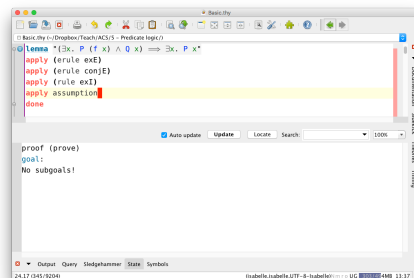 Basic.thy
Basic.thy (~/Dropbox/Teach/ACS/5 - Predicate logic/)
lemma "(∃x. P (f x) ∧ Q x) ⟹ ∃x. P x"
apply (erule exE)
apply (erule conjE)
apply (rule exI)
apply assumption
done
Auto update Update Locate Search: 100%
proof (prove)
goal:
No subgoals!
Output Query Sledgehammer State Symbols
24,17 (345/9204) (isabelle,isabelle,UTF-8-Isabelle) UG 4MB 13:37